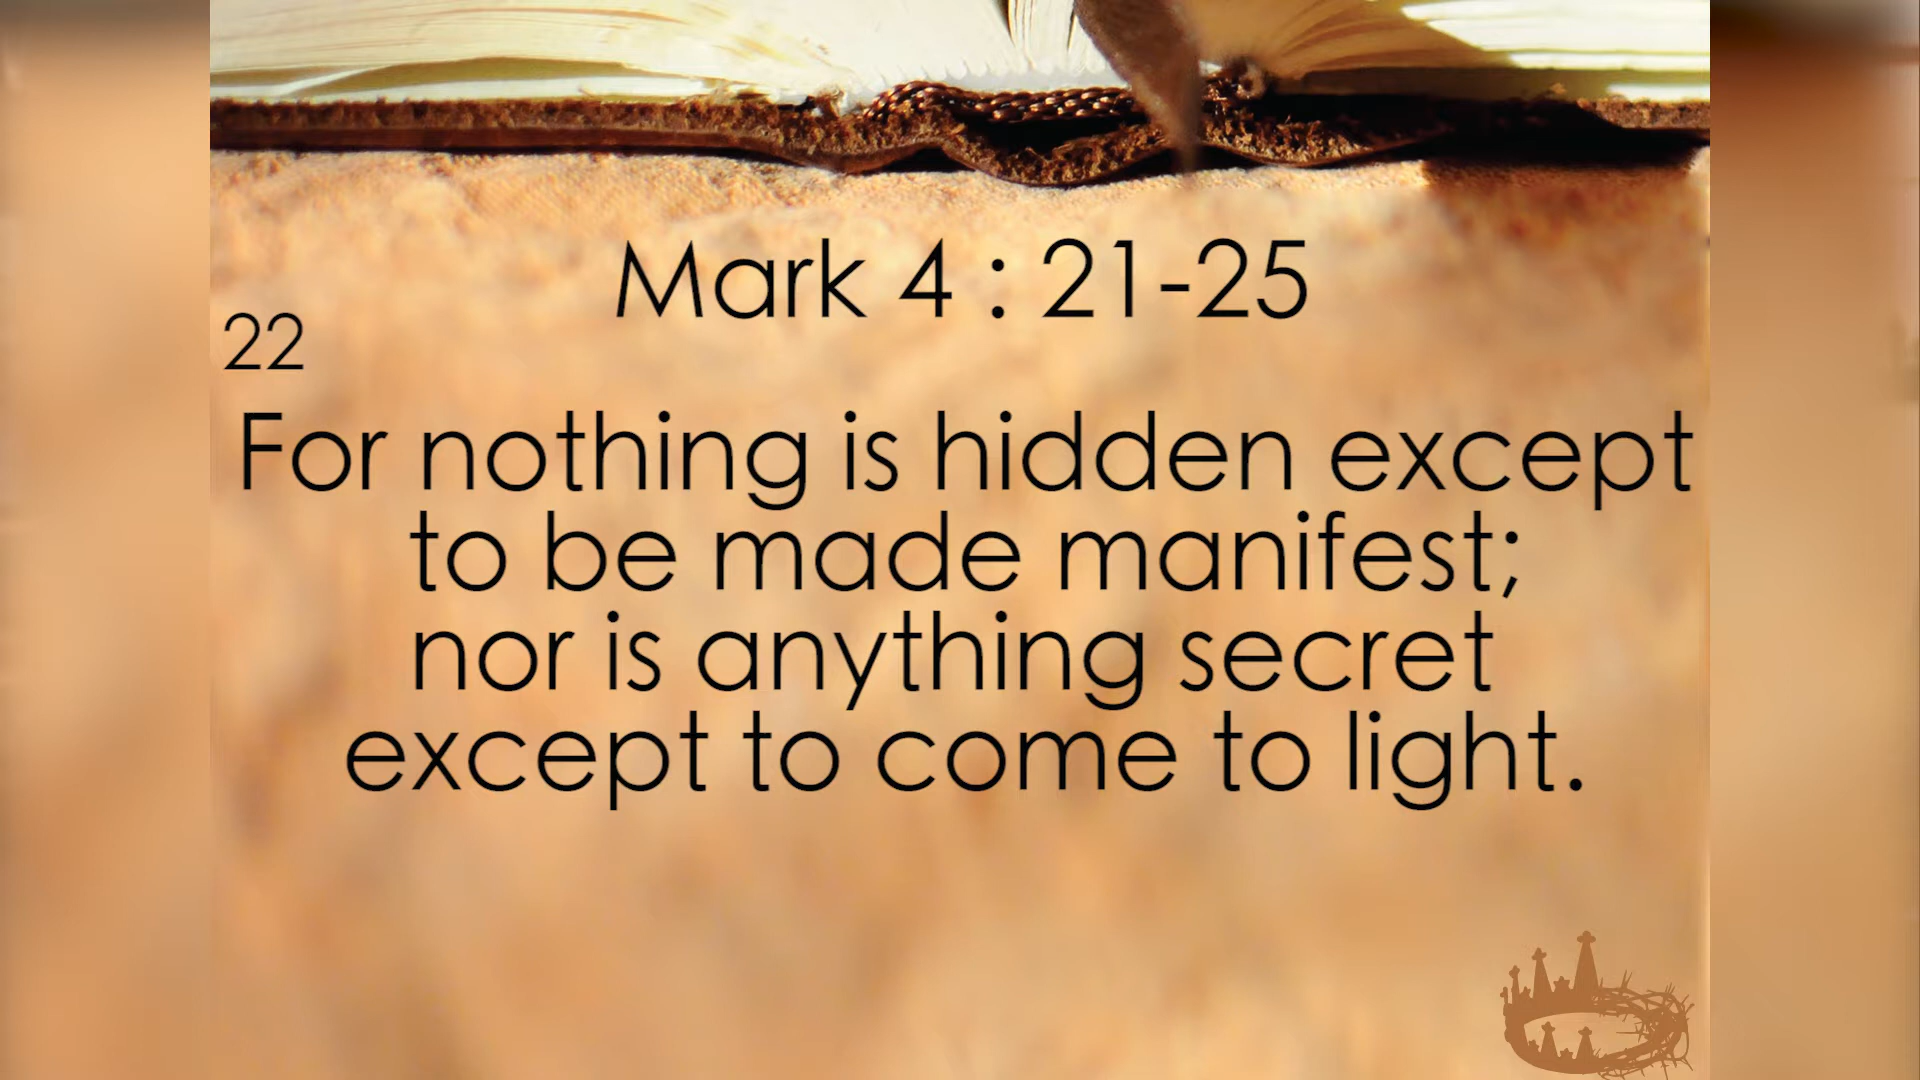 Mark 4 : 21-25
22
For nothing is hidden except
to be made manifest;
nor is anything secret
except to come to light.